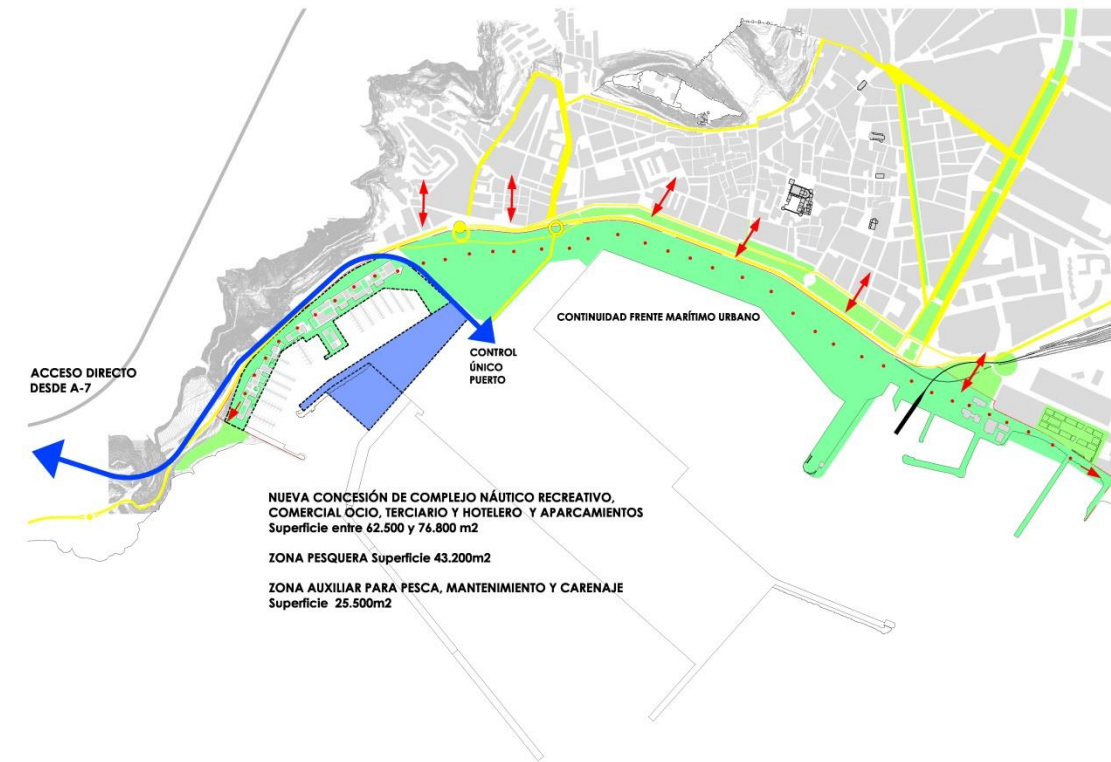 CONTINUIDAD FRENTE MARÍTIMO URBANO
CONTROL
ÚNICO
PUERTO
ACCESO DIRECTO
DESDE A-7
NUEVA CONCESIÓN DE COMPLEJO NÁUTICO RECREATIVO,
COMERCIAL OCIO, TERCIARIO Y HOTELERO Y APARCAMIENTOS
Superficie entre 62.500 y 76.800 m2
ZONA PESQUERA Superficie 43.200m2
ZONA AUXILIAR PARA PESCA, MANTENIMIENTO Y CARENAJE
Superficie 25.500m2